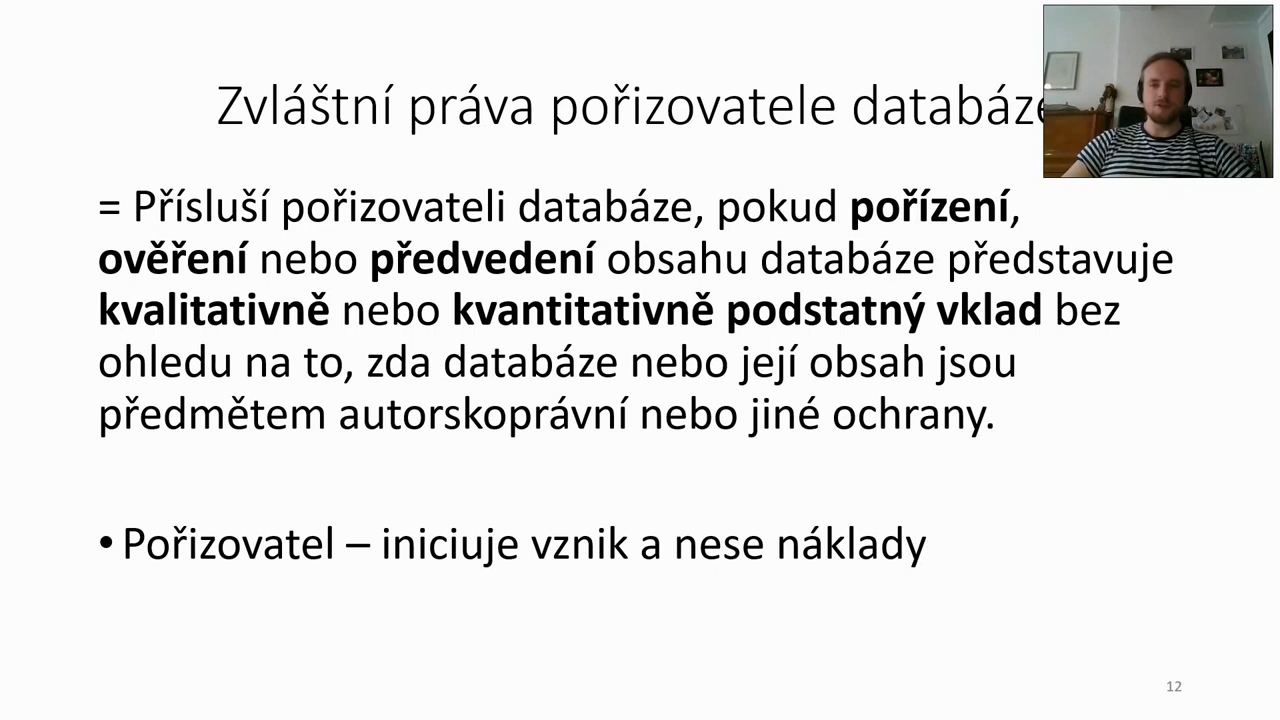 Zvláštní práva pořizovatele databáze
= Přísluší pořizovateli databáze, pokud pořízení,
ověření nebo předvedení obsahu databáze představuje
kvalitativně nebo kvantitativně podstatný vklad bez
ohledu na to, zda databáze nebo její obsah jsou
předmětem autorskoprávní nebo jiné ochrany.
• Pořizovatel – iniciuje vznik a nese náklady
12